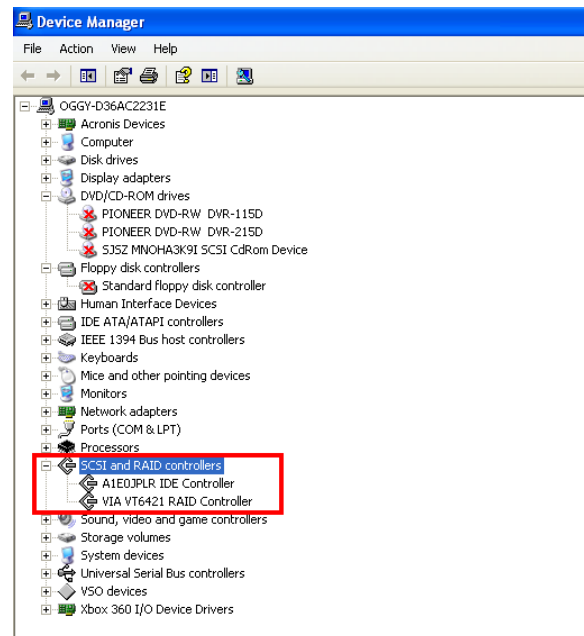 Device Manager
File Action View Help
OGGY-D36AC2231E
Acronis Devices
Computer
Disk drives
Display adapters
DVD/CD-ROM drives
PIONEER DVD-RW DVR-115D
PIONEER DVD-RW DVR-215D
SJSZ MNOHA3K9I SCSI CdRom Device
Floppy disk controllers
Standard floppy disk controller
Human Interface Devices
IDE ATA/ATAPI controllers
IEEE 1394 Bus host controllers
Keyboards
Mice and other pointing devices
Monitors
Network adapters
Ports (COM & LPT)
Processors
SCSI and RAID controllers
A1E0JPLR IDE Controller
VIA VT6421 RAID Controller
Sound, video and game controllers
Storage volumes
System devices
Universal Serial Bus controllers
VSO devices
Xbox 360 I/O Device Drivers